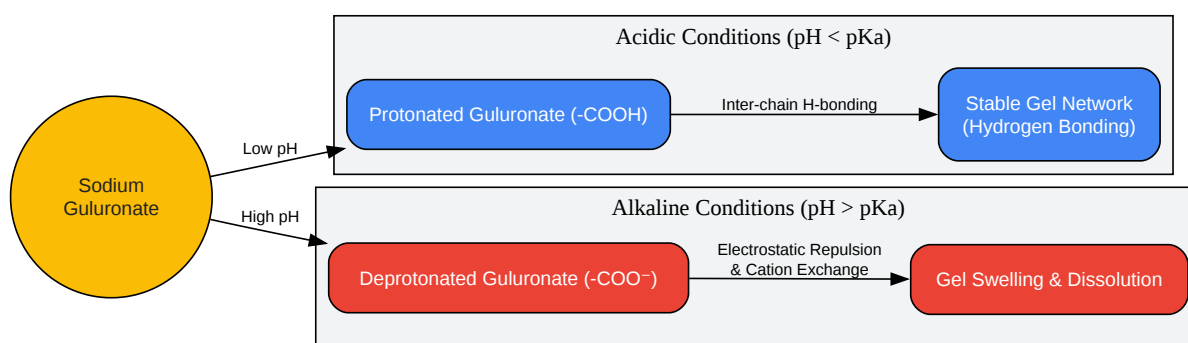 Acidic Conditions (pH < pKa)
Protonated Guluronate (-COOH)
Inter-chain H-bonding
Stable Gel Network
(Hydrogen Bonding)
Low pH
Sodium
Guluronate
High pH
Alkaline Conditions (pH > pKa)
Deprotonated Guluronate (-COO⁻)
Electrostatic Repulsion
& Cation Exchange
Gel Swelling & Dissolution